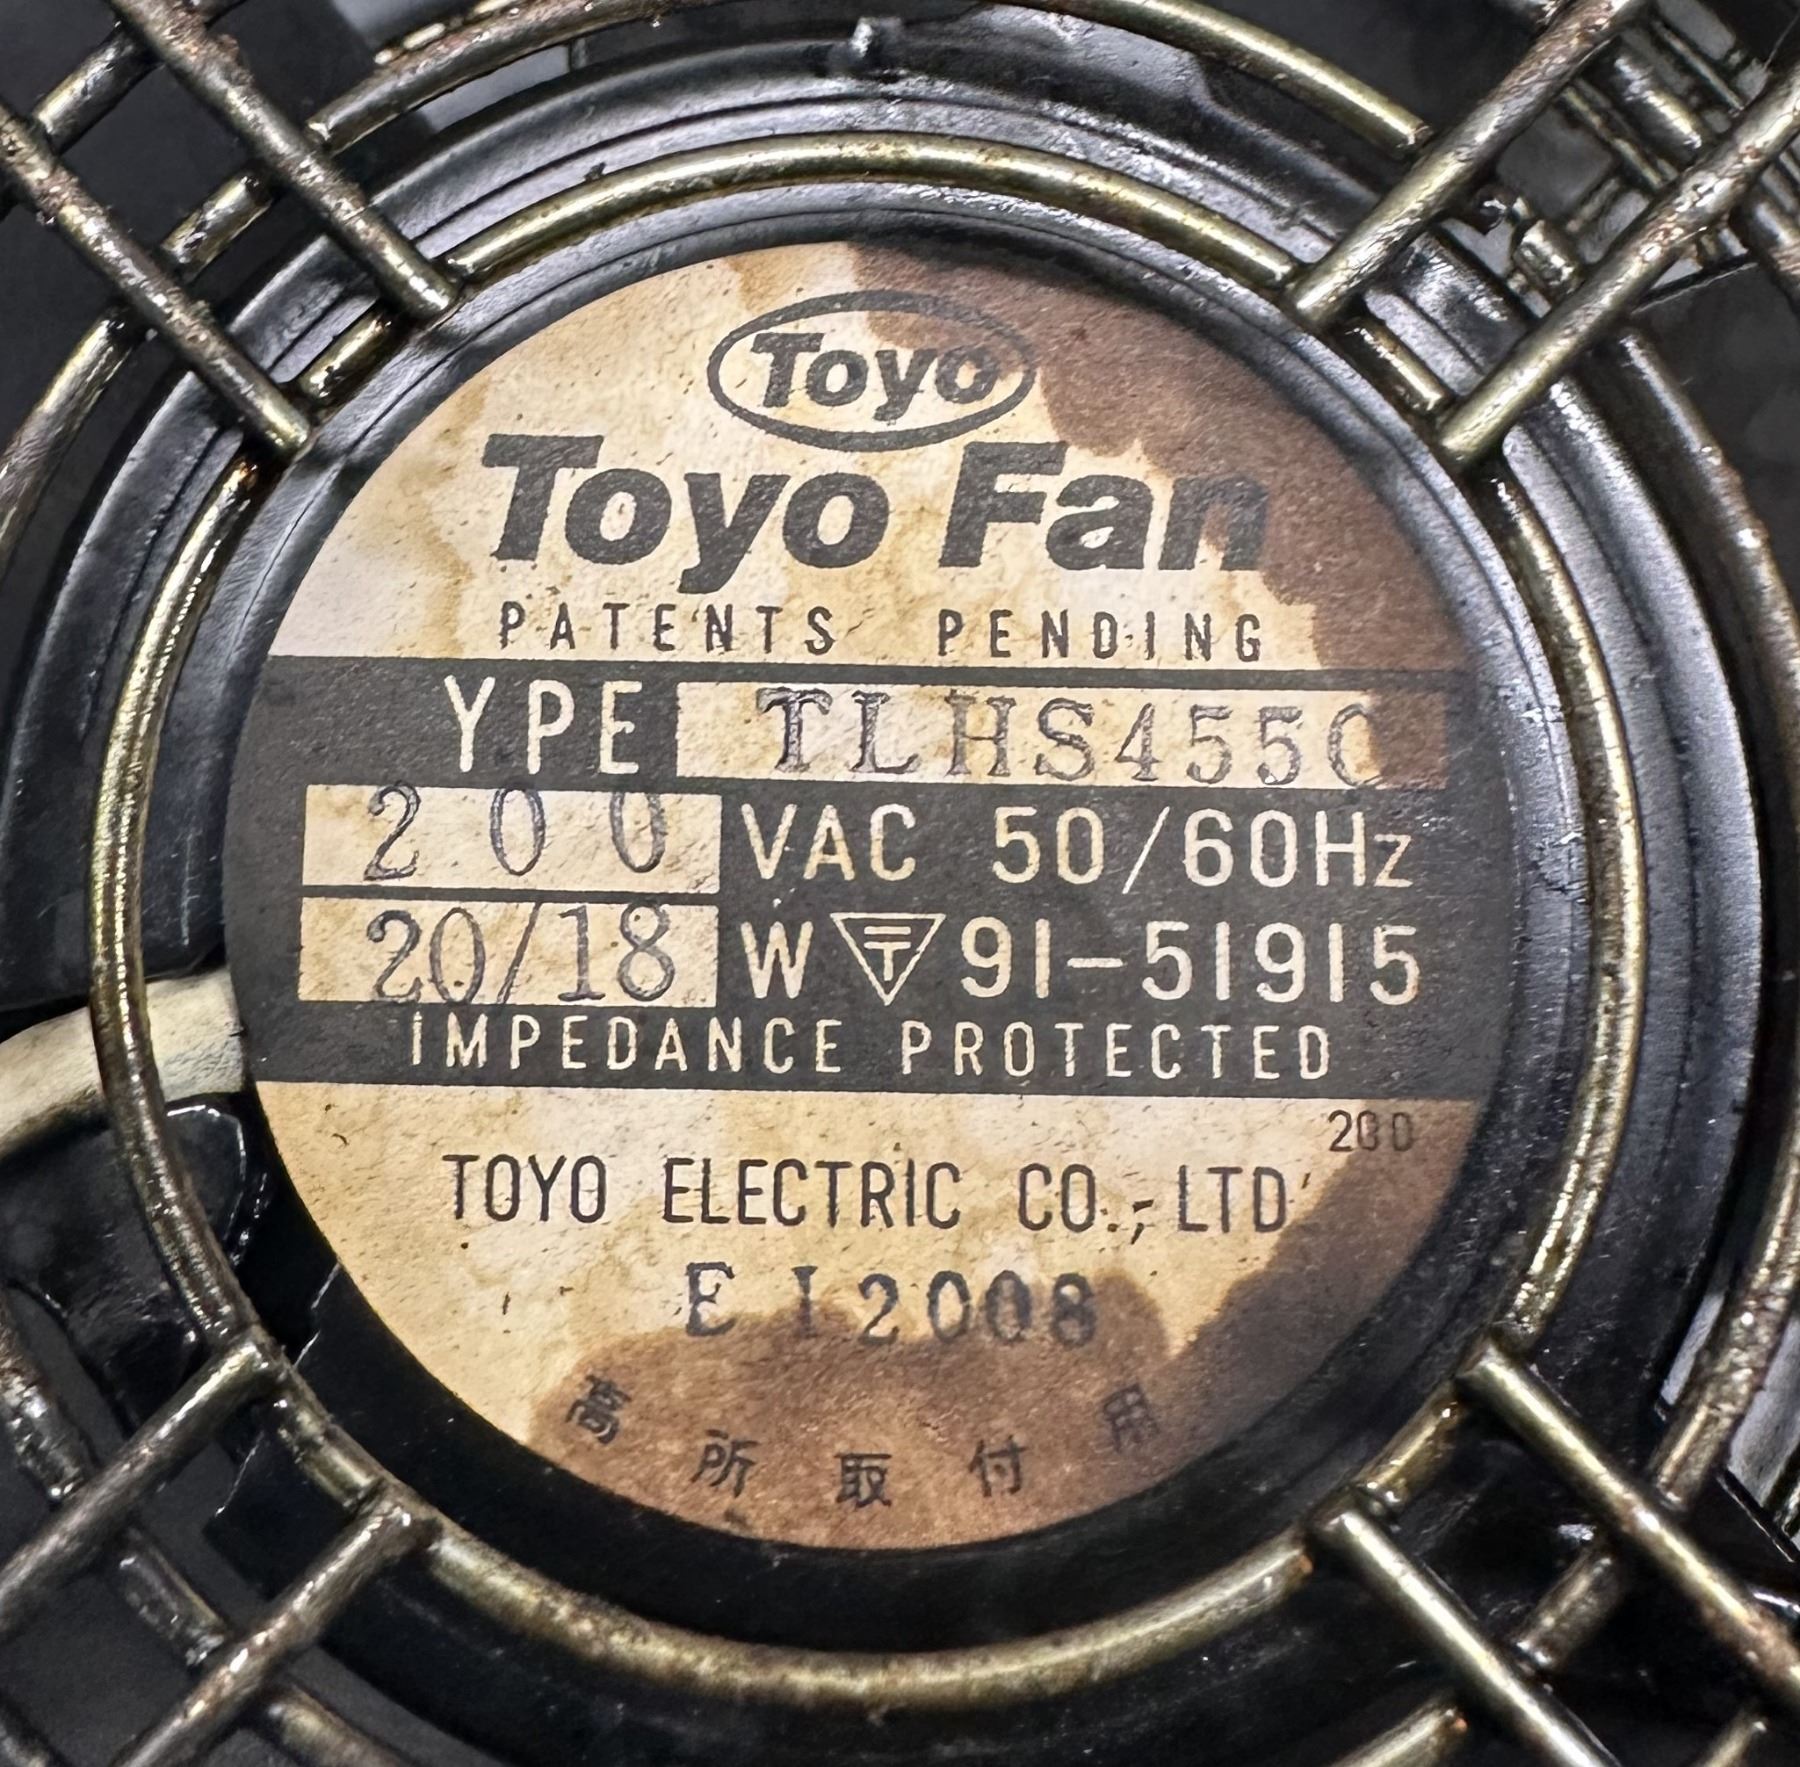 Toyo
Toyo Fan
PATENTS PENDING
YPE TLHS455C
200 VAC 50/60Hz
20/18 W 91-51915
IMPEDANCE PROTECTED
200
TOYO ELECTRIC CO., LTD.
E I2008
高所取付用